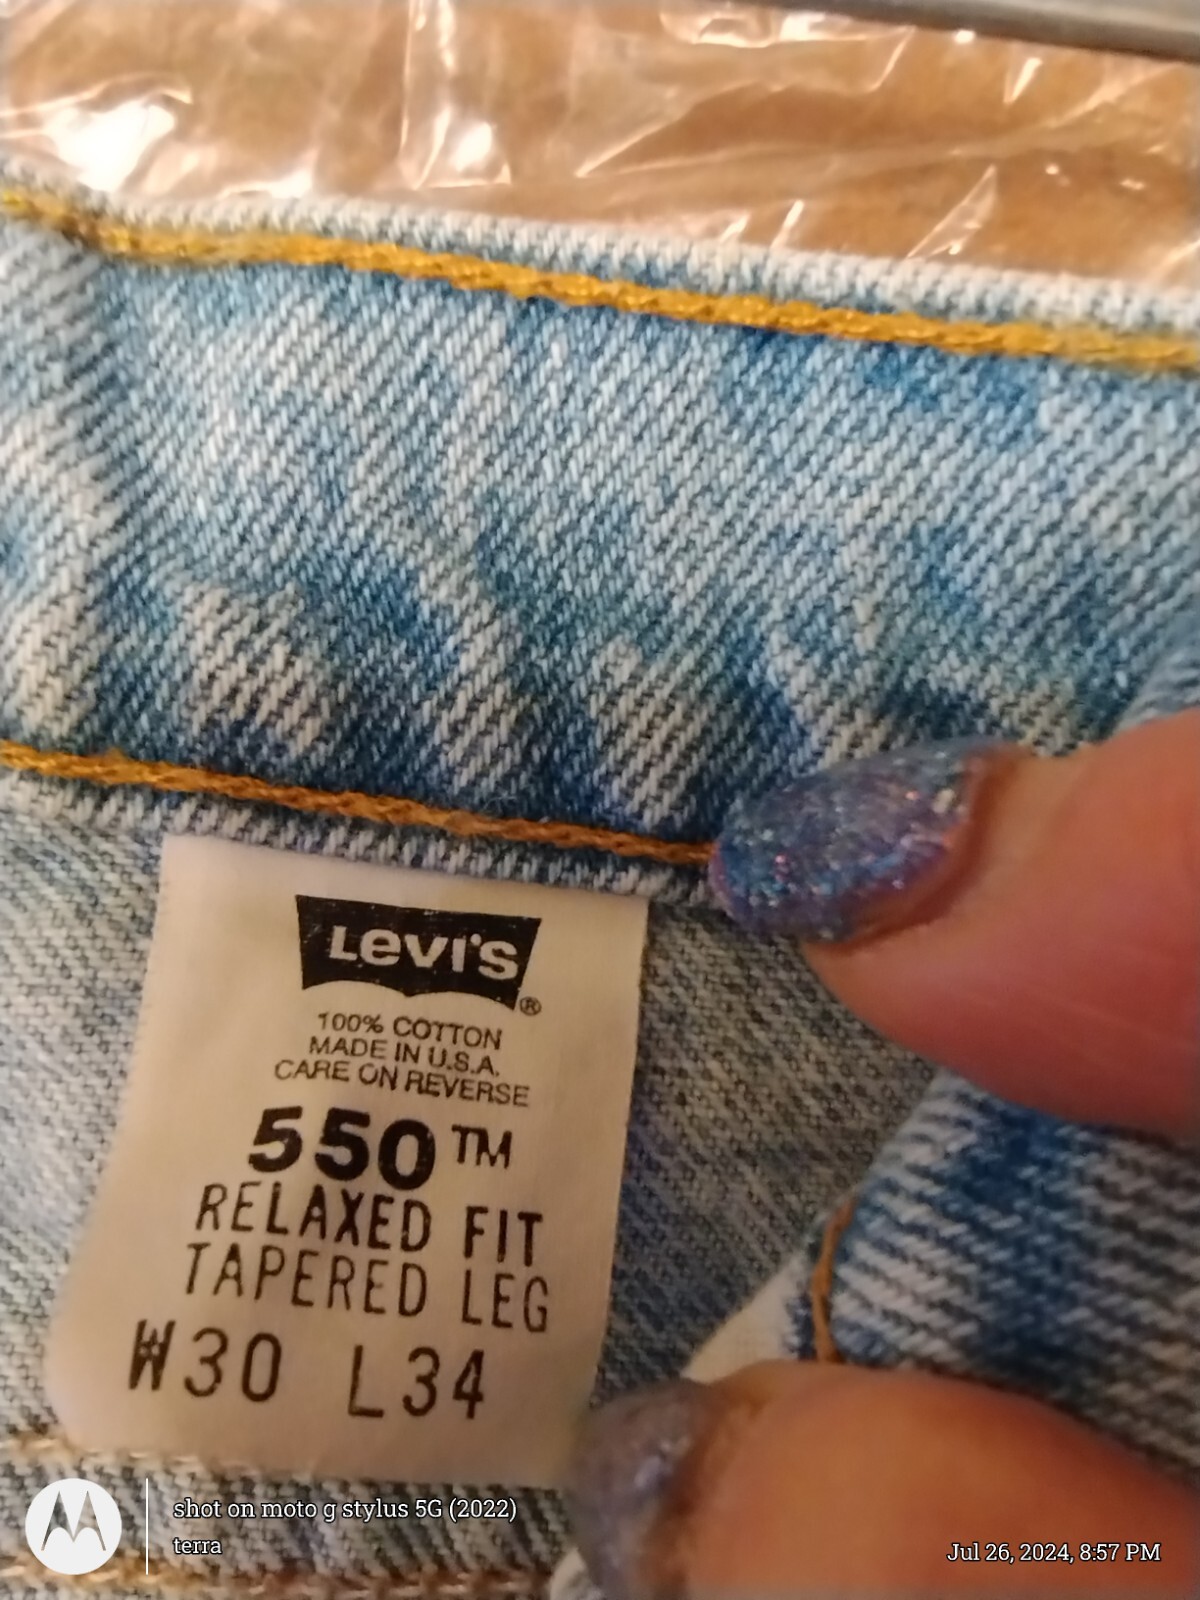 LEVI'S
®
100% COTTON
MADE IN U.S.A.
CARE ON REVERSE
550™
RELAXED FIT
TAPERED LEG
W30 L34
shot on moto g stylus 5G (2022)
terra
Jul 26, 2024, 8:57 PM